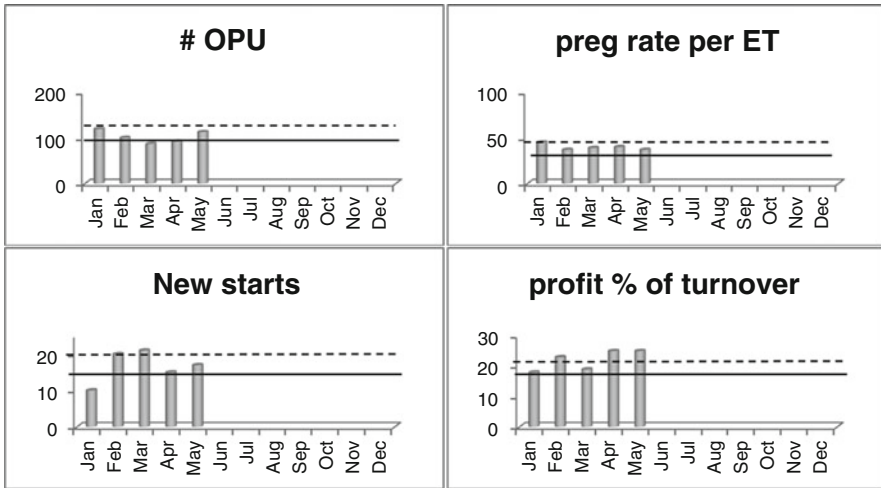 # OPU
200
100
0
Jan Feb Mar Apr May Jun Jul Aug Sep Oct Nov Dec
preg rate per ET
100
50
0
Jan Feb Mar Apr May Jun Jul Aug Sep Oct Nov Dec
New starts
20
10
0
Jan Feb Mar Apr May Jun Jul Aug Sep Oct Nov Dec
profit % of turnover
30
20
10
0
Jan Feb Mar Apr May Jun Jul Aug Sep Oct Nov Dec